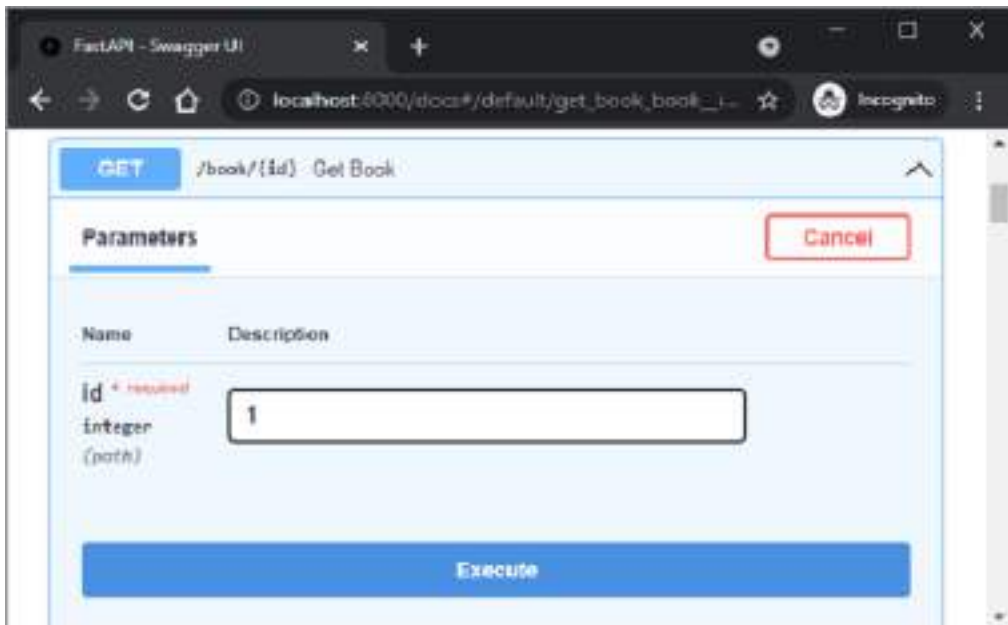 FastAPI - Swagger UI
localhost:8000/docs#/default/get_book_book__i... Incognito
GET /book/{id} Get Book
Parameters Cancel
Name Description
id * required 1
integer
(path)
Execute